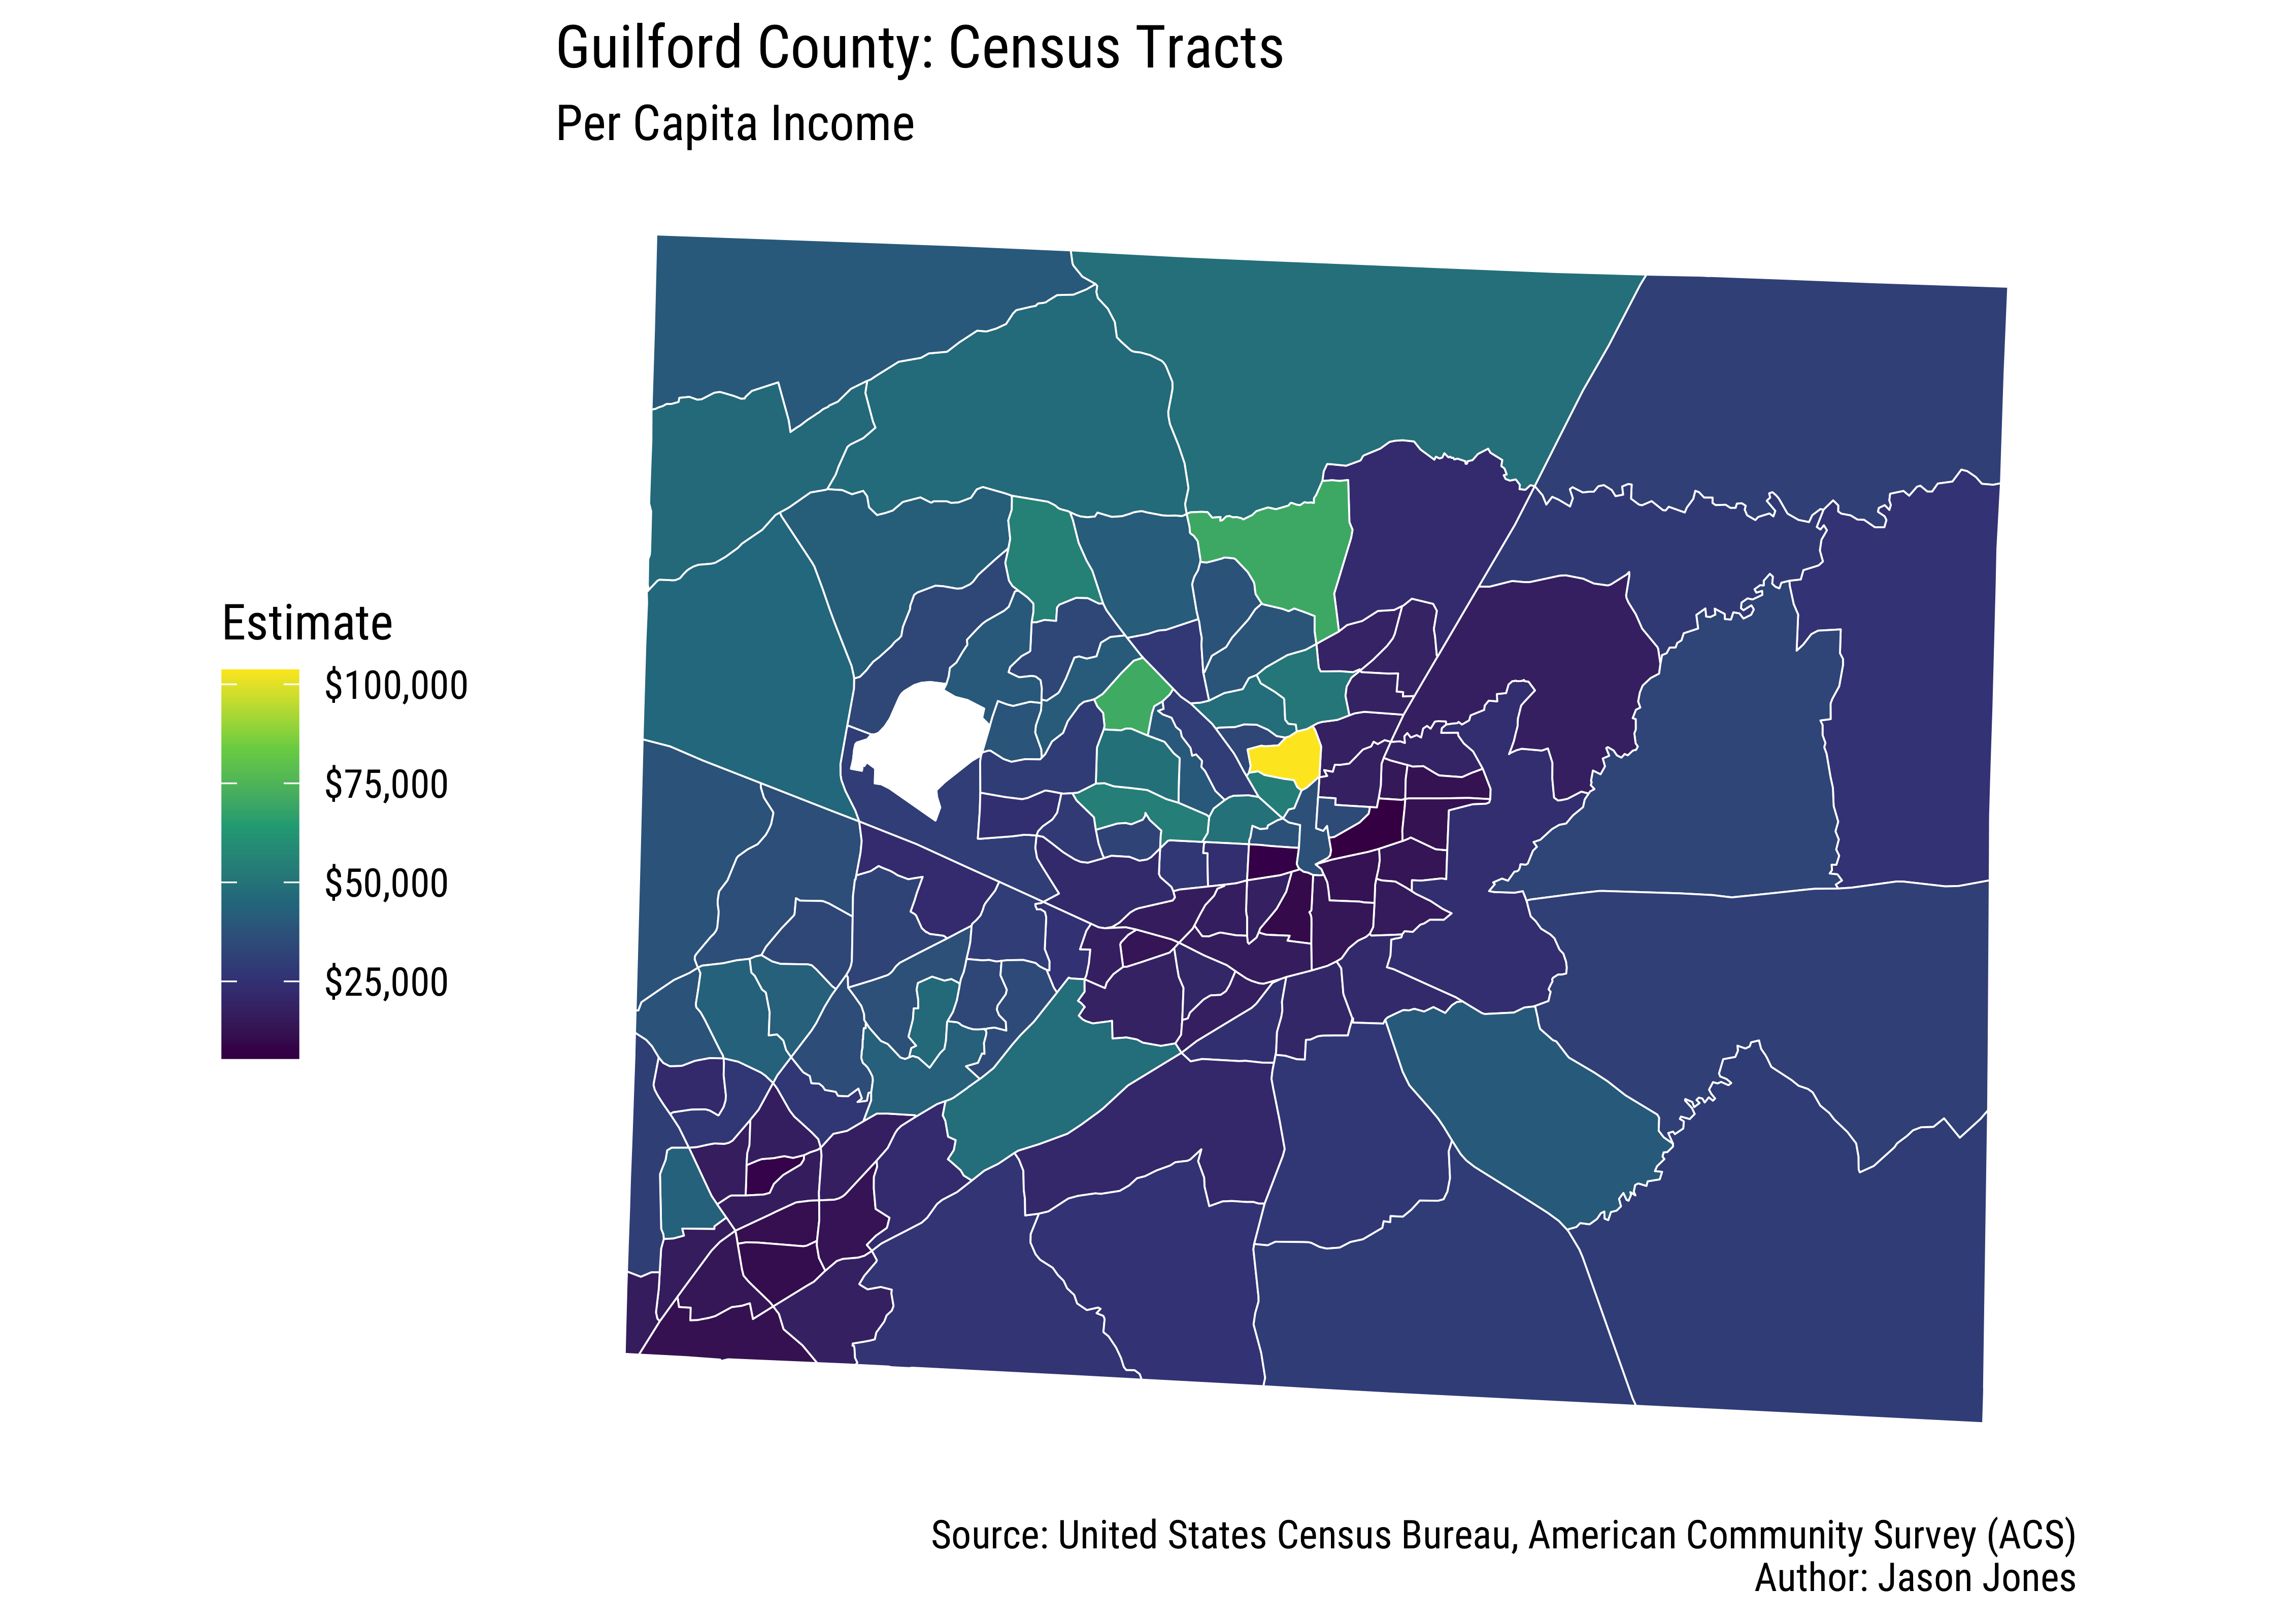 Guilford County: Census Tracts
Per Capita Income
Estimate
$100,000
$75,000
$50,000
$25,000
Source: United States Census Bureau, American Community Survey (ACS)
Author: Jason Jones